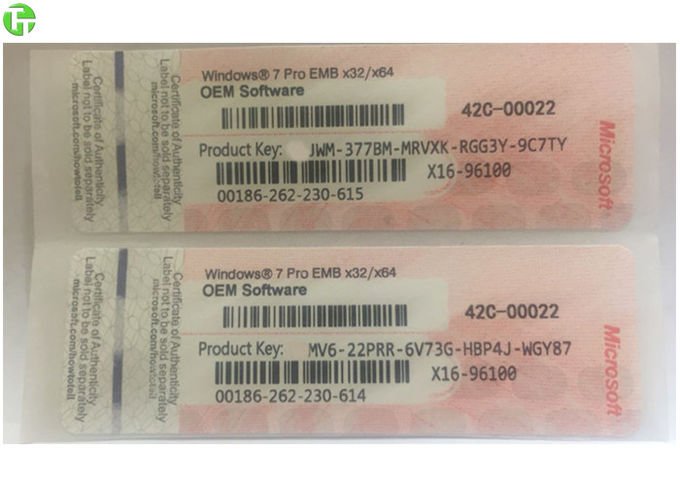 Certificate of Authenticity
Label not to be sold separately
microsoft.com/howtotell
Windows® 7 Pro EMB x32/x64
OEM Software
42C-00022
Product Key: JWM-377BM-MRVXK-RGG3Y-9C7TY
X16-96100
00186-262-230-615
Microsoft
Certificate of Authenticity
Label not to be sold separately
microsoft.com/howtotell
Windows® 7 Pro EMB x32/x64
OEM Software
42C-00022
Product Key: MV6-22PRR-6V73G-HBP4J-WGY87
X16-96100
00186-262-230-614
Microsoft